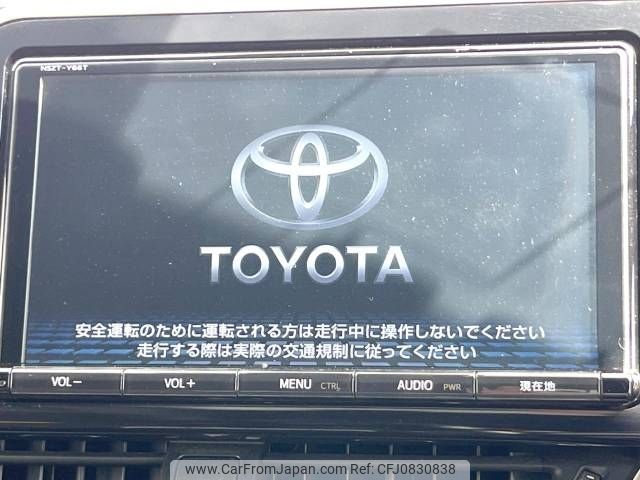 NSZT-Y66T
TOYOTA
安全運転のために運転される方は走行中に操作しないでください
走行する際は実際の交通規制に従ってください
VOL− VOL+ MENU CTRL AUDIO PWR 現在地
www.CarFromJapan.com | Ref: CFJ0830838